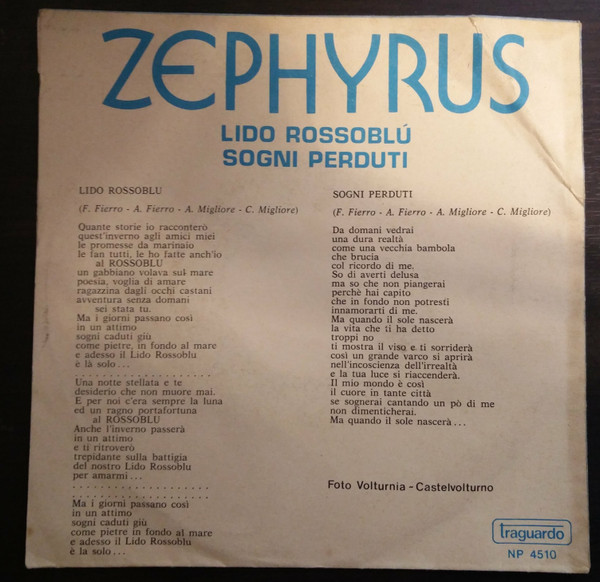 ZEPHYRUS
LIDO ROSSOBLÚ
SOGNI PERDUTI
LIDO ROSSOBLU
(F. Fierro - A. Fierro - A. Migliore - C. Migliore)
Quante storie io racconterò
quest'inverno agli amici miei
le promesse da marinaio
le fan tutti, le ho fatte anch'io
al ROSSOBLU
un gabbiano volava sul mare
poesia, voglia di amare
ragazzina dagli occhi castani
avventura senza domani
sei stata tu.
Ma i giorni passano così
in un attimo
sogni caduti giù
come pietre, in fondo al mare
e adesso il Lido Rossoblu
è là solo . . .
. . . . . . . . . . . . . . . . . . . .
Una notte stellata e te
desiderio che non muore mai.
E per noi c'era sempre la luna
ed un ragno portafortuna
al ROSSOBLU
Anche l'inverno passerà
in un attimo
e ti ritroverò
trepidante sulla battigia
del nostro Lido Rossoblu
per amarmi . . .
. . . . . . . . . . . . . . . . . . . .
. . . . . . . . . . . . . . . . . . . .
Ma i giorni passano così
in un attimo
sogni caduti giù
come pietre in fondo al mare
e adesso il Lido Rossoblu
è la solo . . .
SOGNI PERDUTI
(F. Fierro - A. Fierro - A. Migliore - C. Migliore)
Da domani vedrai
una dura realtà
come una vecchia bambola
che brucia
col ricordo di me.
So di averti delusa
ma so che non piangerai
perchè hai capito
che in fondo non potresti
innamorarti di me.
Ma quando il sole nascerà
la vita che ti ha detto
troppi no
ti mostra il viso e ti sorriderà
così un grande varco si aprirà
nell'incoscienza dell'irrealtà
e la tua luce si riaccenderà.
Il mio mondo è così
il cuore in tante città
se sognerai cantando un pò di me
non dimenticherai.
Ma quando il sole nascerà . . .
Foto Volturnia - Castelvolturno
traguardo
NP 4510